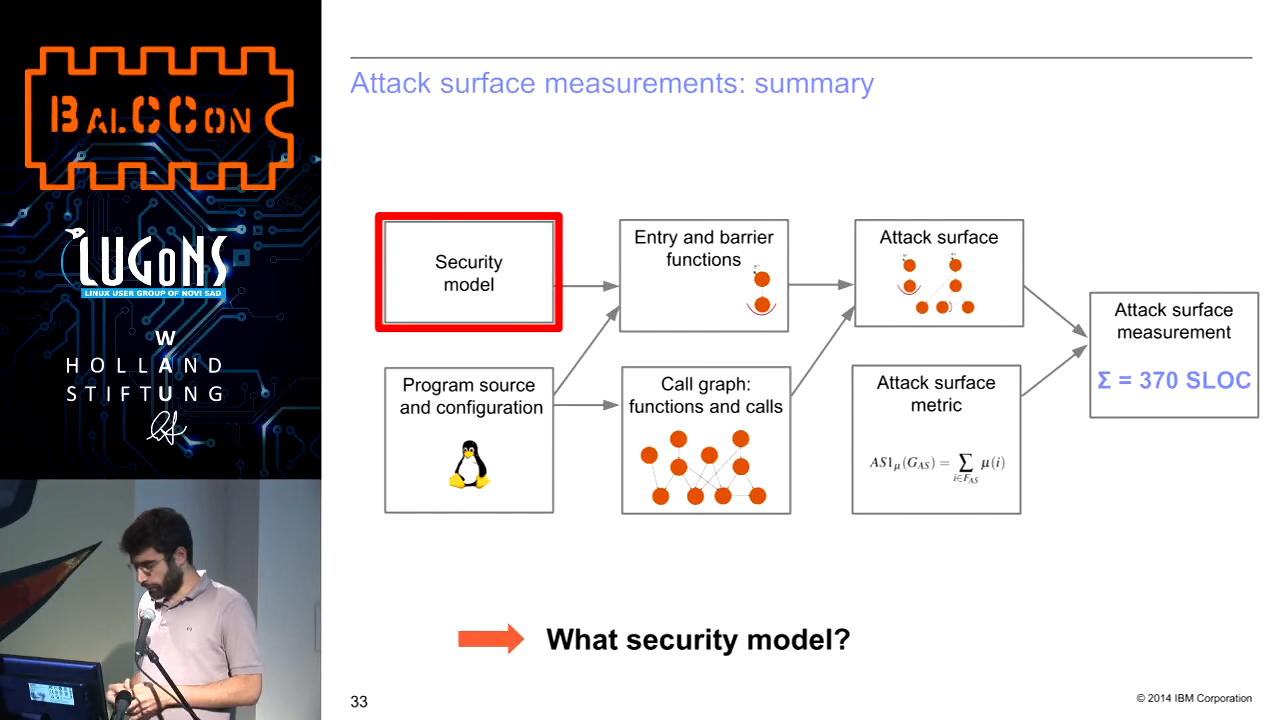 BALCCON
LUGONS
LINUX USER GROUP OF NOVI SAD
W
HOLLAND
STIFTUNG
Attack surface measurements: summary
Security
model
Entry and barrier
functions
Attack surface
Attack surface
measurement
Σ = 370 SLOC
Program source
and configuration
Call graph:
functions and calls
Attack surface
metric
AS1μ(G_AS) = ∑ μ(i)
i∈F_AS
What security model?
33
© 2014 IBM Corporation